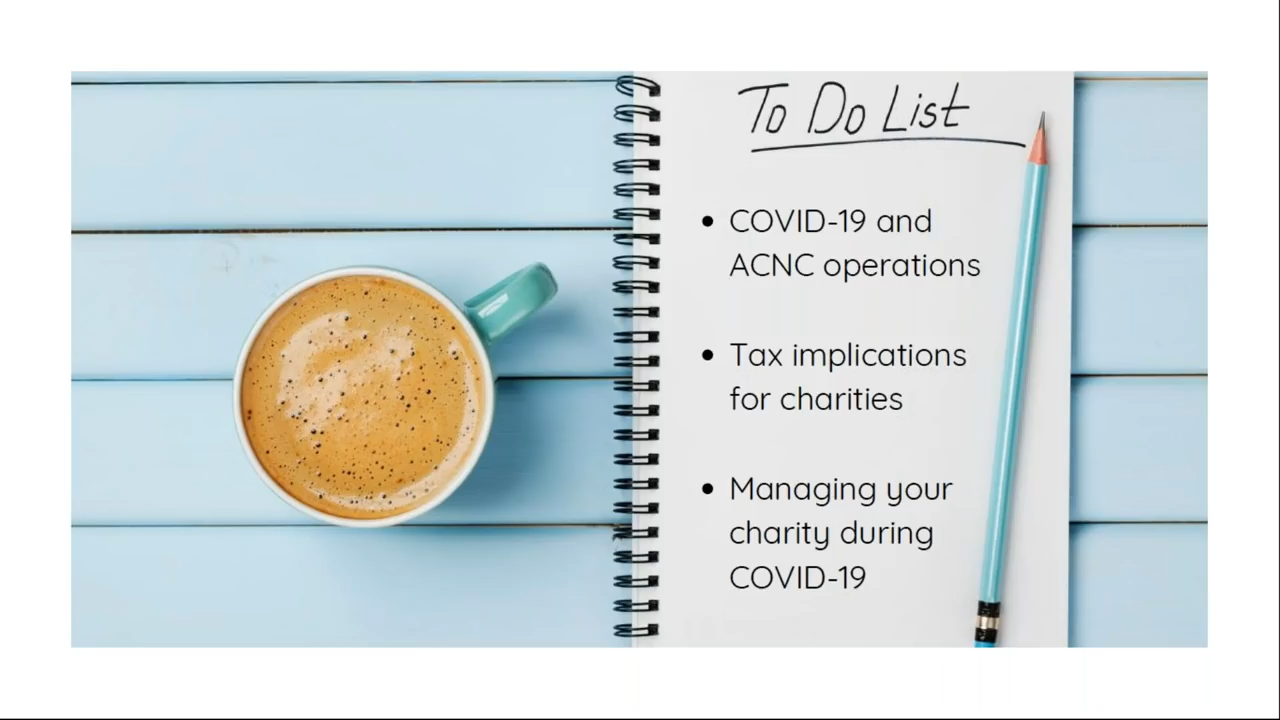 To Do List
• COVID-19 and
ACNC operations
• Tax implications
for charities
• Managing your
charity during
COVID-19